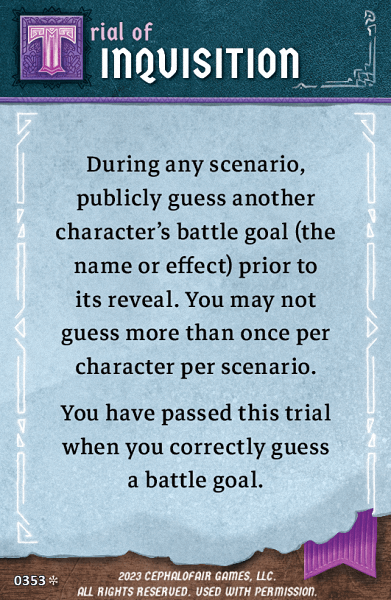 Trial of
INQUISITION
During any scenario,
publicly guess another
character's battle goal (the
name or effect) prior to
its reveal. You may not
guess more than once per
character per scenario.
You have passed this trial
when you correctly guess
a battle goal.
0353
2023 CEPHALOFAIR GAMES, LLC.
ALL RIGHTS RESERVED. USED WITH PERMISSION.